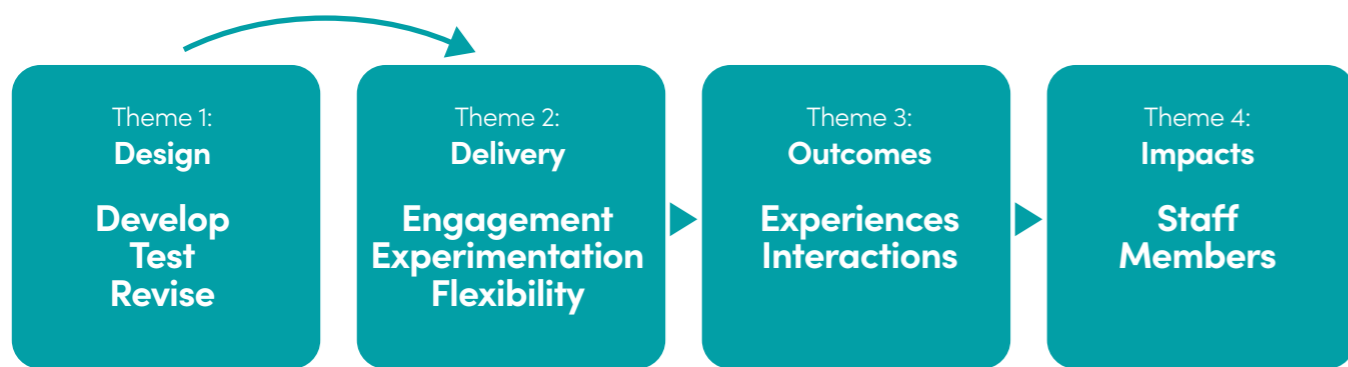 Theme 1:
Design
Develop
Test
Revise
Theme 2:
Delivery
Engagement
Experimentation
Flexibility
Theme 3:
Outcomes
Experiences
Interactions
Theme 4:
Impacts
Staff
Members